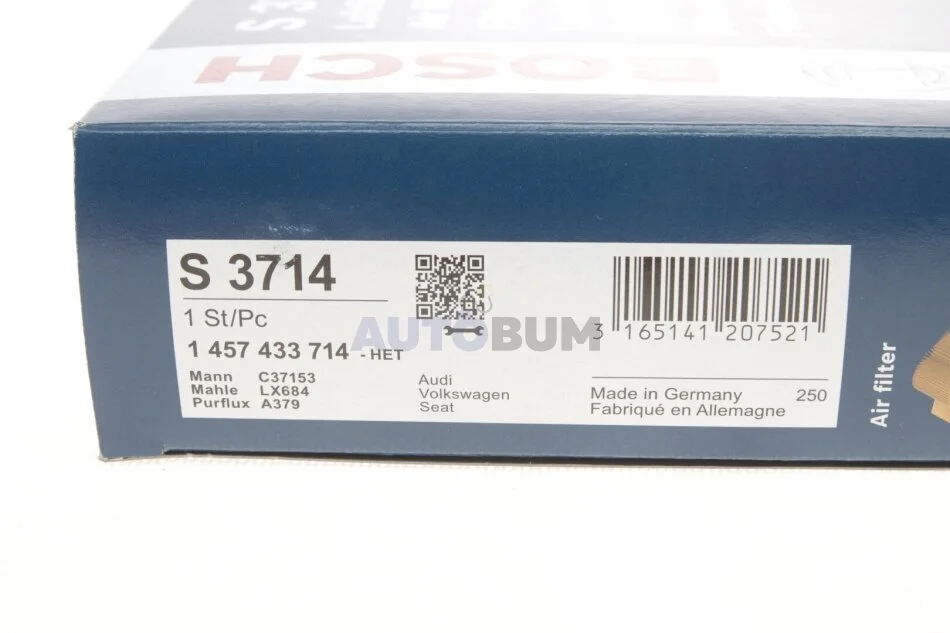 BOSCH
S 3714
1 St/Pc
1 457 433 714 - HET
Mann C37153
Mahle LX684
Purflux A379
Audi
Volkswagen
Seat
3 165141 207521
Made in Germany 250
Fabriqué en Allemagne
Air filter
AUTOBUM